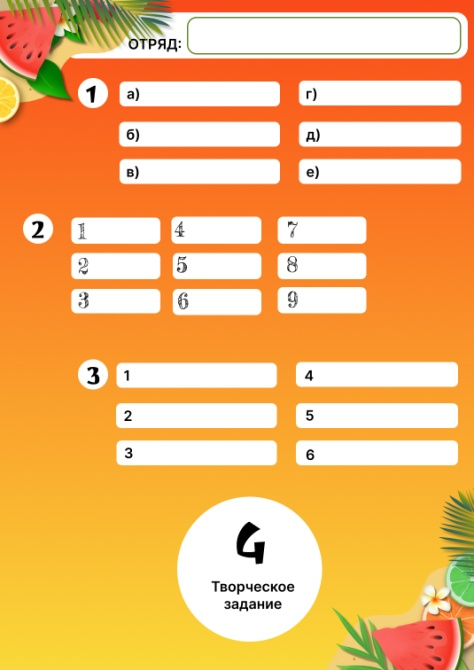 ОТРЯД:
1 а) г)
б) д)
в) е)
2 1 4 7
2 5 8
3 6 9
3 1 4
2 5
3 6
4
Творческое
задание